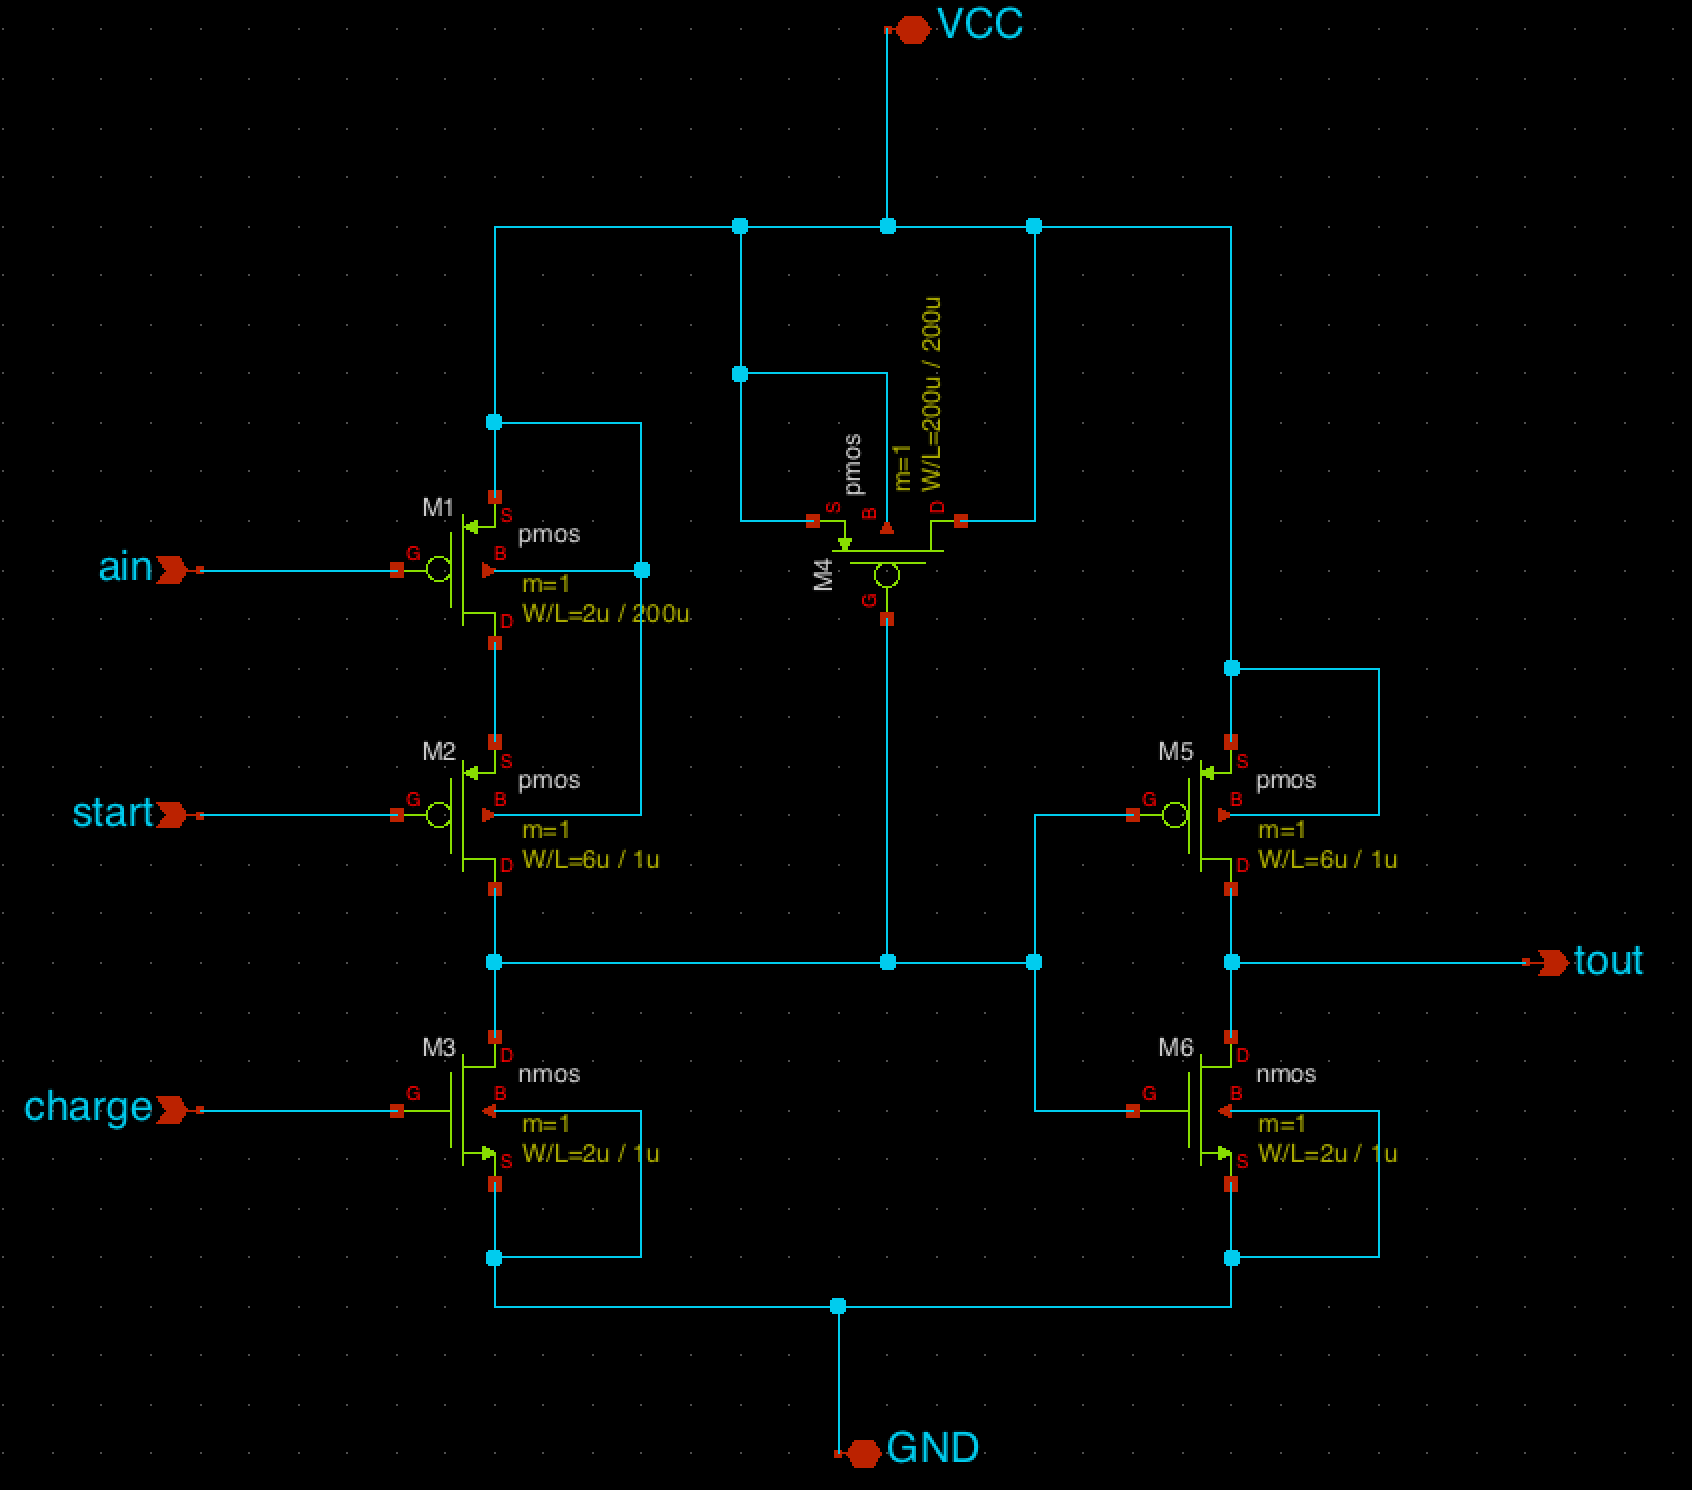 VCC
M1
S
pmos
ain
G
B
m=1
W/L=2u / 200u
D
M4
pmos
m=1
W/L=200u / 200u
S
B
D
G
M2
S
pmos
start
G
B
m=1
W/L=6u / 1u
D
M5
S
pmos
G
B
m=1
W/L=6u / 1u
D
tout
M3
D
nmos
charge
G
B
m=1
W/L=2u / 1u
S
M6
D
nmos
G
B
m=1
W/L=2u / 1u
S
GND